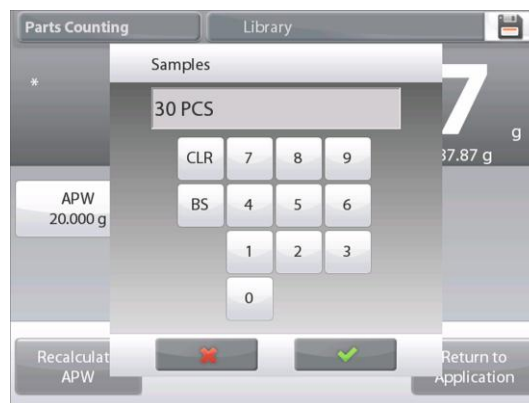 Parts Counting
Library
Samples
*
30 PCS
7
g
37.87 g
CLR
7
8
9
APW
20.000 g
BS
4
5
6
1
2
3
0
Recalculat
APW
Return to
Application